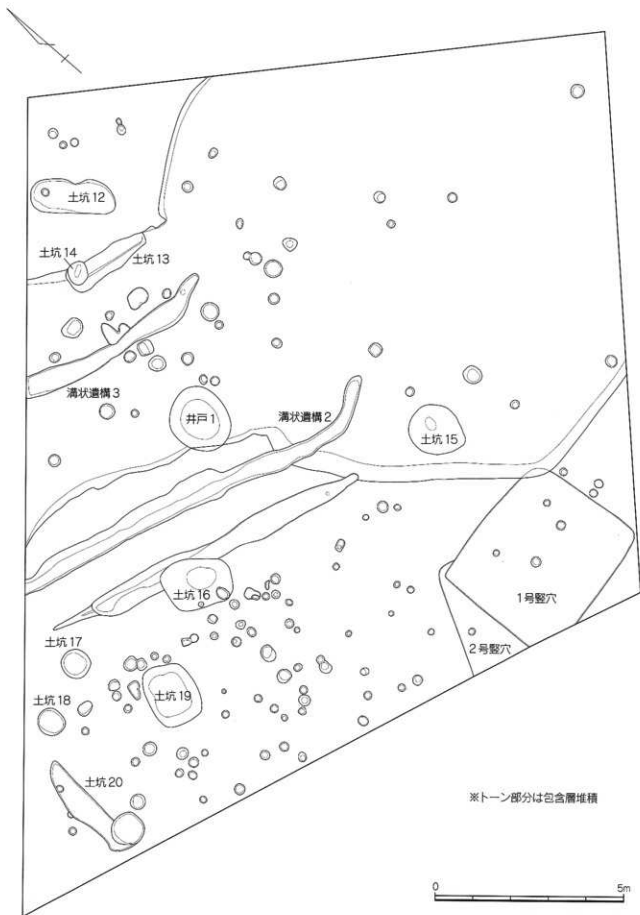 土坑12
土坑14
土坑13
溝状遺構3
井戸1
溝状遺構2
土坑15
1号竪穴
土坑16
2号竪穴
土坑17
土坑19
土坑18
土坑20
※トーン部分は包含層堆積
0 5m